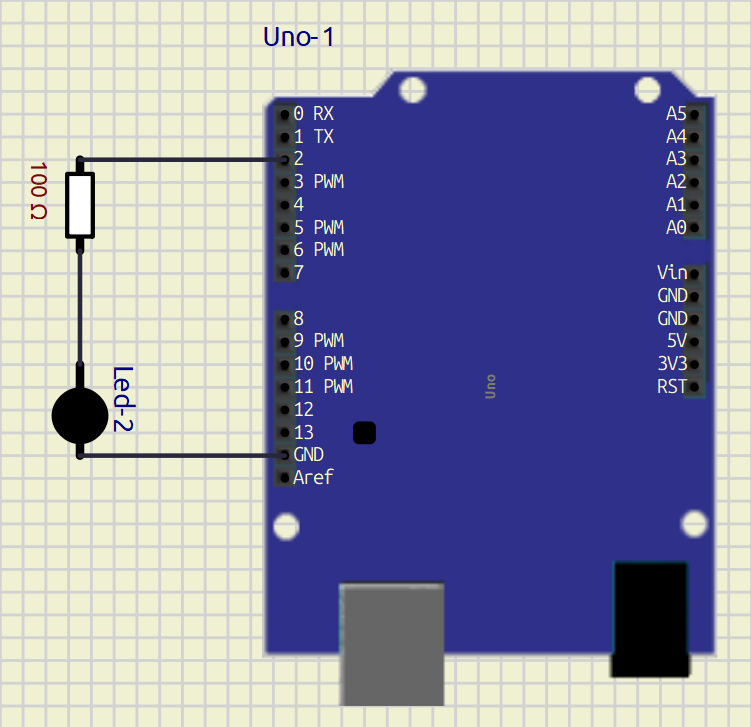 Uno-1
0 RX
1 TX
2
3 PWM
4
5 PWM
6 PWM
7
8
9 PWM
10 PWM
11 PWM
12
13
GND
Aref
A5
A4
A3
A2
A1
A0
Vin
GND
GND
5V
3V3
RST
Uno
100 Ω
Led-2